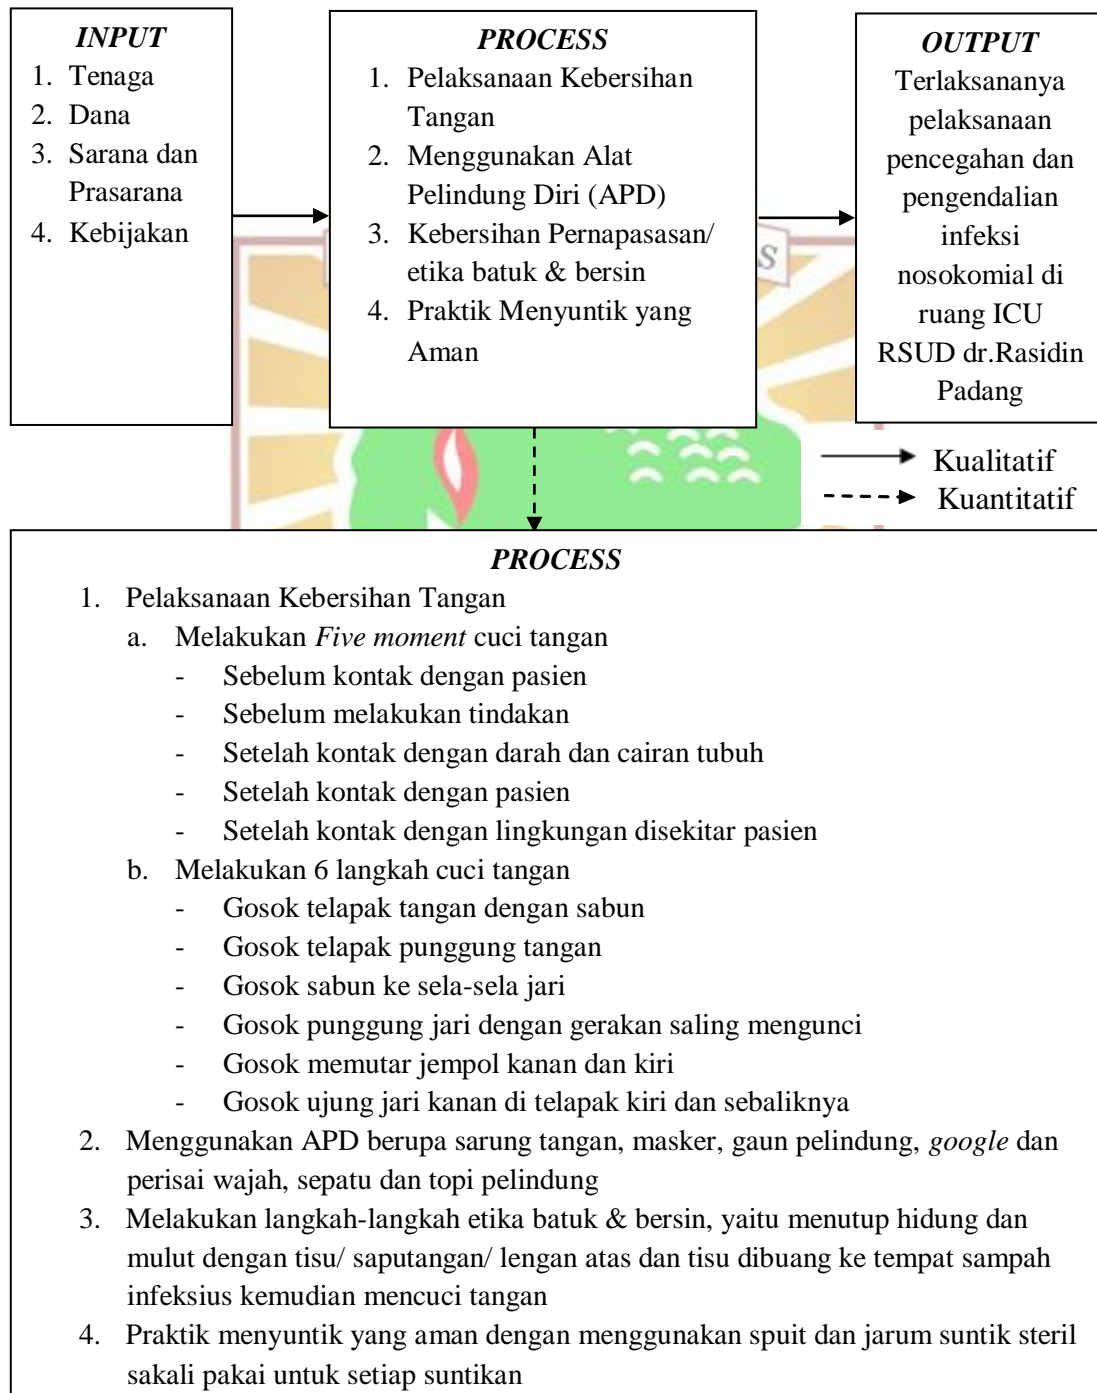 INPUT
1. Tenaga
2. Dana
3. Sarana dan
Prasarana
4. Kebijakan
PROCESS
1. Pelaksanaan Kebersihan
Tangan
2. Menggunakan Alat
Pelindung Diri (APD)
3. Kebersihan Pernapasasan/
etika batuk & bersin
4. Praktik Menyuntik yang
Aman
OUTPUT
Terlaksananya
pelaksanaan
pencegahan dan
pengendalian
infeksi
nosokomial di
ruang ICU
RSUD dr.Rasidin
Padang
Kualitatif
Kuantitatif
PROCESS
1. Pelaksanaan Kebersihan Tangan
a. Melakukan Five moment cuci tangan
- Sebelum kontak dengan pasien
- Sebelum melakukan tindakan
- Setelah kontak dengan darah dan cairan tubuh
- Setelah kontak dengan pasien
- Setelah kontak dengan lingkungan disekitar pasien
b. Melakukan 6 langkah cuci tangan
- Gosok telapak tangan dengan sabun
- Gosok telapak punggung tangan
- Gosok sabun ke sela-sela jari
- Gosok punggung jari dengan gerakan saling mengunci
- Gosok memutar jempol kanan dan kiri
- Gosok ujung jari kanan di telapak kiri dan sebaliknya
2. Menggunakan APD berupa sarung tangan, masker, gaun pelindung, google dan
perisai wajah, sepatu dan topi pelindung
3. Melakukan langkah-langkah etika batuk & bersin, yaitu menutup hidung dan
mulut dengan tisu/ saputangan/ lengan atas dan tisu dibuang ke tempat sampah
infeksius kemudian mencuci tangan
4. Praktik menyuntik yang aman dengan menggunakan spuit dan jarum suntik steril
sakali pakai untuk setiap suntikan